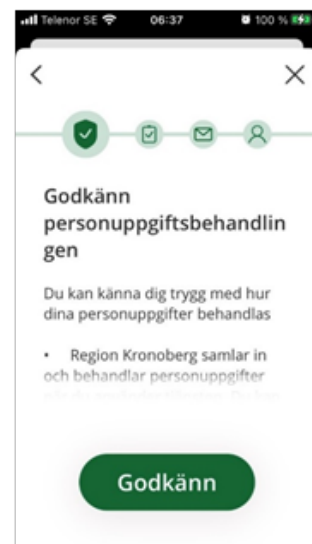 Telenor SE 06:37 100 %
Godkänn
personuppgiftsbehandlin
gen
Du kan känna dig trygg med hur
dina personuppgifter behandlas
• Region Kronoberg samlar in
och behandlar personuppgifter
Godkänn